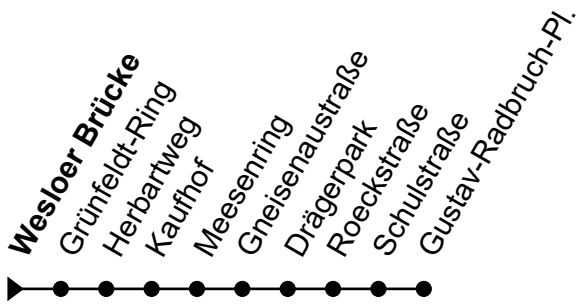 Wesloer Brücke
Grünfeldt-Ring
Herbartweg
Kaufhof
Meesenring
Gneisenaustraße
Drägerpark
Roeckstraße
Schulstraße
Gustav-Radbruch-Pl.